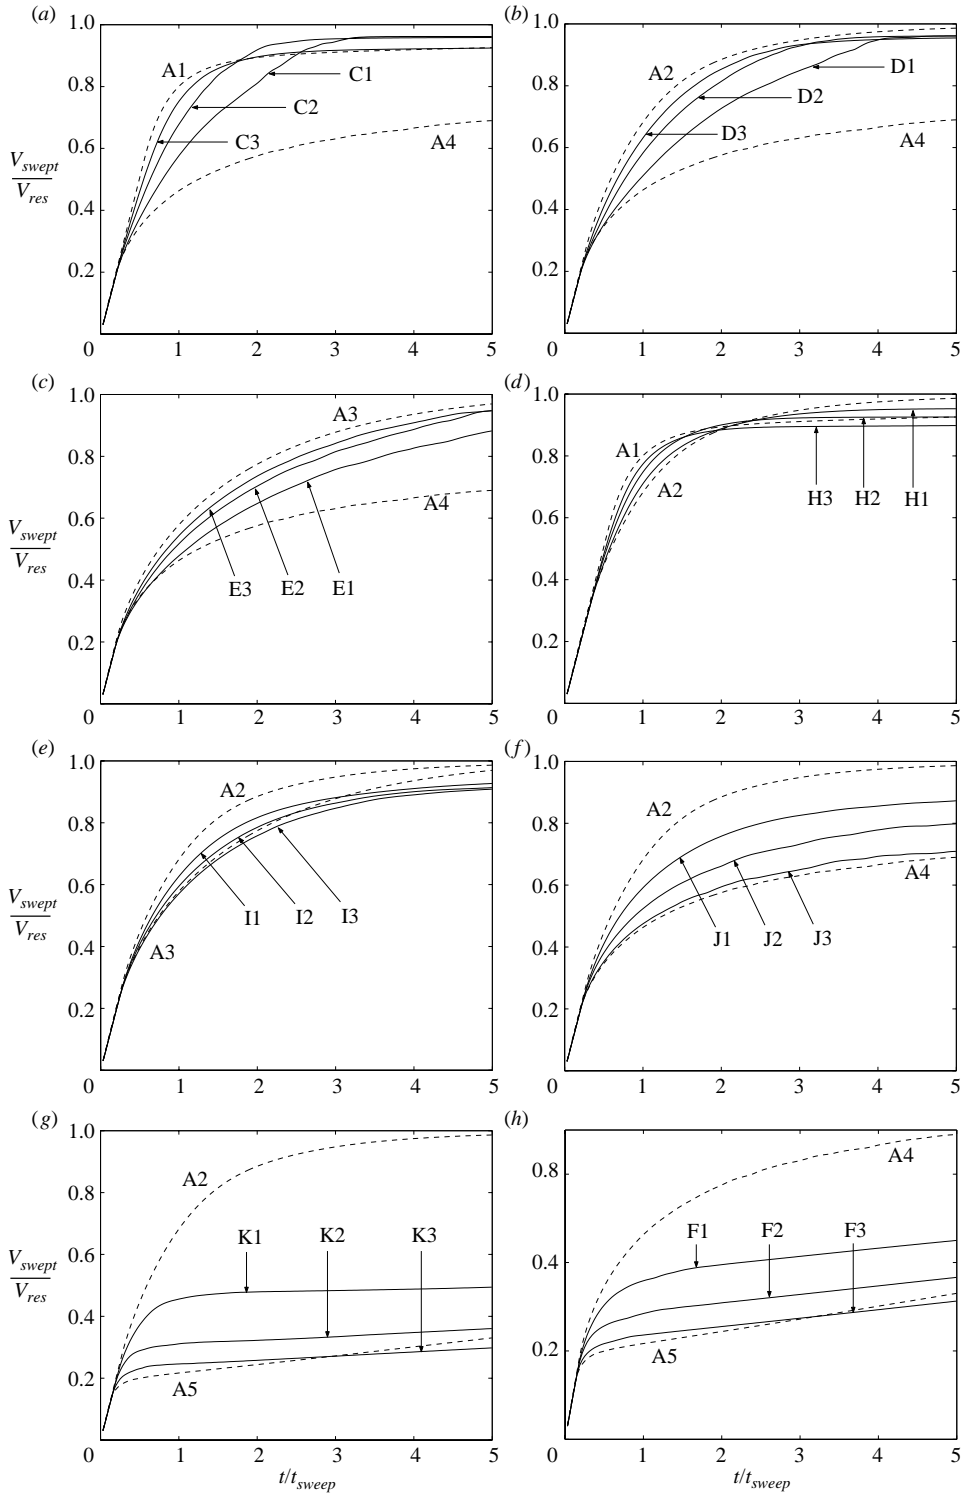 (a)
(b)
1.0
0.8
0.6
0.4
0.2
0
V_swept
V_res
A1
C1
C2
C3
A4
0 1 2 3 4 5
1.0
0.8
0.6
0.4
0.2
A2
D1
D2
D3
A4
0 1 2 3 4 5
(c)
(d)
1.0
0.8
0.6
0.4
0.2
V_swept
V_res
A3
A4
E3 E2 E1
0 1 2 3 4 5
1.0
0.8
0.6
0.4
0.2
A1
A2
H3 H2 H1
0 1 2 3 4 5
(e)
(f)
1.0
0.8
0.6
0.4
0.2
V_swept
V_res
A2
A3
I1 I2 I3
0 1 2 3 4 5
1.0
0.8
0.6
0.4
0.2
A2
A4
J1 J2 J3
0 1 2 3 4 5
(g)
(h)
1.0
0.8
0.6
0.4
0.2
V_swept
V_res
A2
K1 K2 K3
A5
0 1 2 3 4 5
t/t_sweep
0.8
0.4
0.2
A4
F1 F2 F3
A5
0 1 2 3 4 5
t/t_sweep